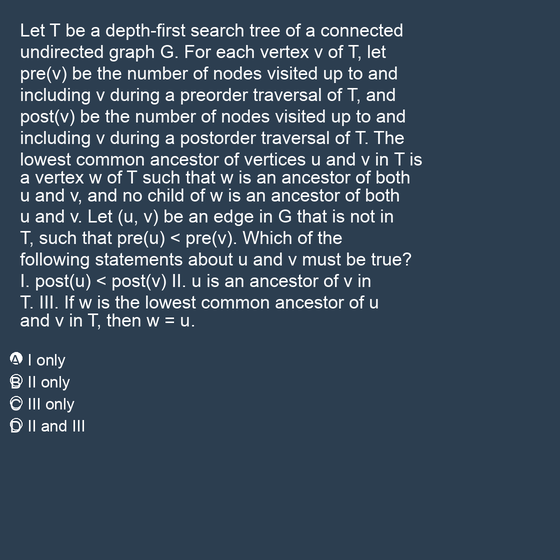 Let T be a depth-first search tree of a connected
undirected graph G. For each vertex v of T, let
pre(v) be the number of nodes visited up to and
including v during a preorder traversal of T, and
post(v) be the number of nodes visited up to and
including v during a postorder traversal of T. The
lowest common ancestor of vertices u and v in T is
a vertex w of T such that w is an ancestor of both
u and v, and no child of w is an ancestor of both
u and v. Let (u, v) be an edge in G that is not in
T, such that pre(u) < pre(v). Which of the
following statements about u and v must be true?
I. post(u) < post(v) II. u is an ancestor of v in
T. III. If w is the lowest common ancestor of u
and v in T, then w = u.
A I only
B II only
C III only
D II and III